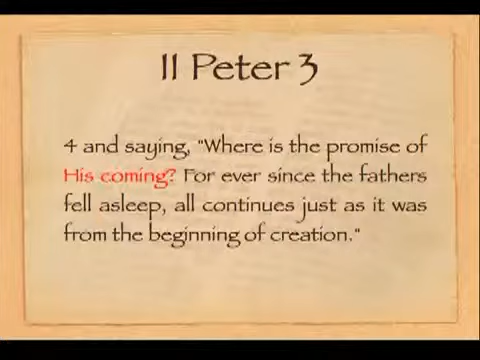 II Peter 3
4 and saying, "Where is the promise of
His coming? For ever since the fathers
fell asleep, all continues just as it was
from the beginning of creation."